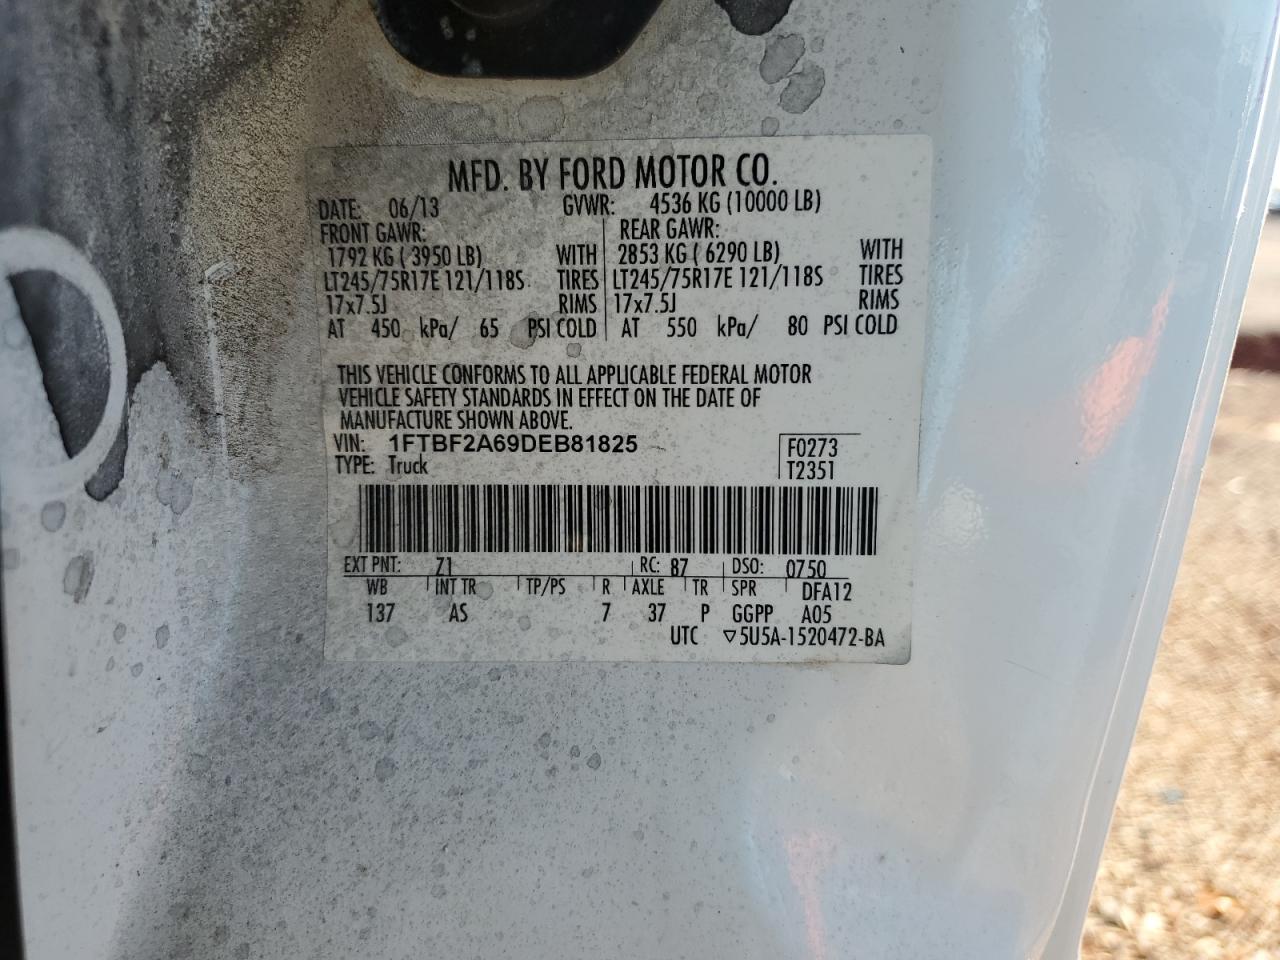 MFD. BY FORD MOTOR CO.
DATE: 06/13 GVWR: 4536 KG (10000 LB)
FRONT GAWR: REAR GAWR:
1792 KG ( 3950 LB) WITH 2853 KG ( 6290 LB) WITH
LT245/75R17E 121/118S TIRES LT245/75R17E 121/118S TIRES
17x7.5J RIMS 17x7.5J RIMS
AT 450 kPa/ 65 PSI COLD AT 550 kPa/ 80 PSI COLD
THIS VEHICLE CONFORMS TO ALL APPLICABLE FEDERAL MOTOR
VEHICLE SAFETY STANDARDS IN EFFECT ON THE DATE OF
MANUFACTURE SHOWN ABOVE.
VIN: 1FTBF2A69DEB81825 F0273
TYPE: Truck T2351
EXT PNT: Z1 RC: 87 DSO: 0750
WB INT TR TP/PS R AXLE TR SPR DFA12
137 AS 7 37 P GGPP A05
UTC ▽5U5A-1520472-BA